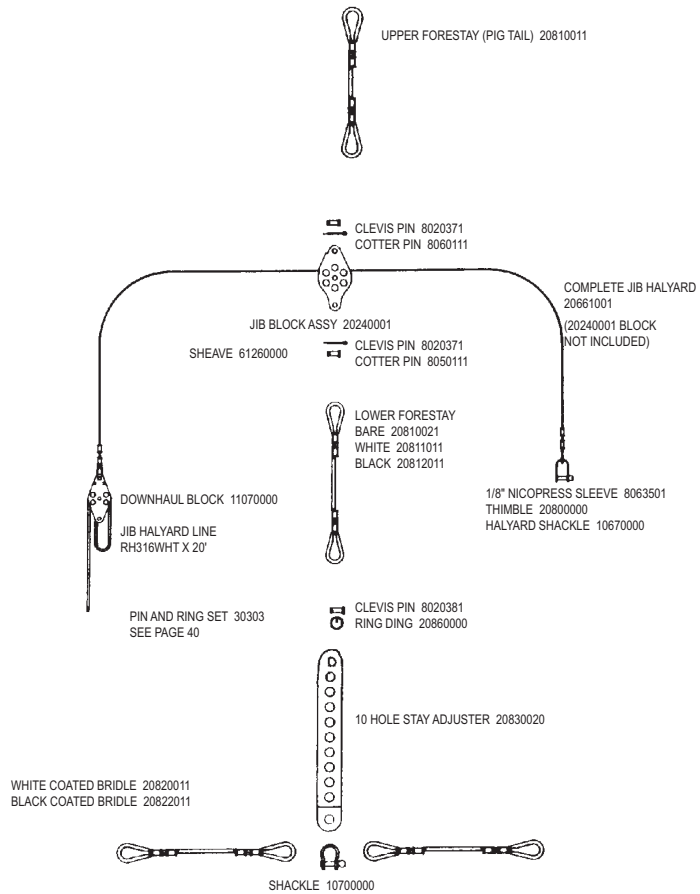 UPPER FORESTAY (PIG TAIL) 20810011
CLEVIS PIN 8020371
COTTER PIN 8060111
COMPLETE JIB HALYARD
20661001
(20240001 BLOCK
NOT INCLUDED)
JIB BLOCK ASSY 20240001
SHEAVE 61260000
CLEVIS PIN 8020371
COTTER PIN 8050111
LOWER FORESTAY
BARE 20810021
WHITE 20811011
BLACK 20812011
DOWNHAUL BLOCK 11070000
JIB HALYARD LINE
RH316WHT X 20'
1/8" NICOPRESS SLEEVE 8063501
THIMBLE 20800000
HALYARD SHACKLE 10670000
PIN AND RING SET 30303
SEE PAGE 40
CLEVIS PIN 8020381
RING DING 20860000
10 HOLE STAY ADJUSTER 20830020
WHITE COATED BRIDLE 20820011
BLACK COATED BRIDLE 20822011
SHACKLE 10700000